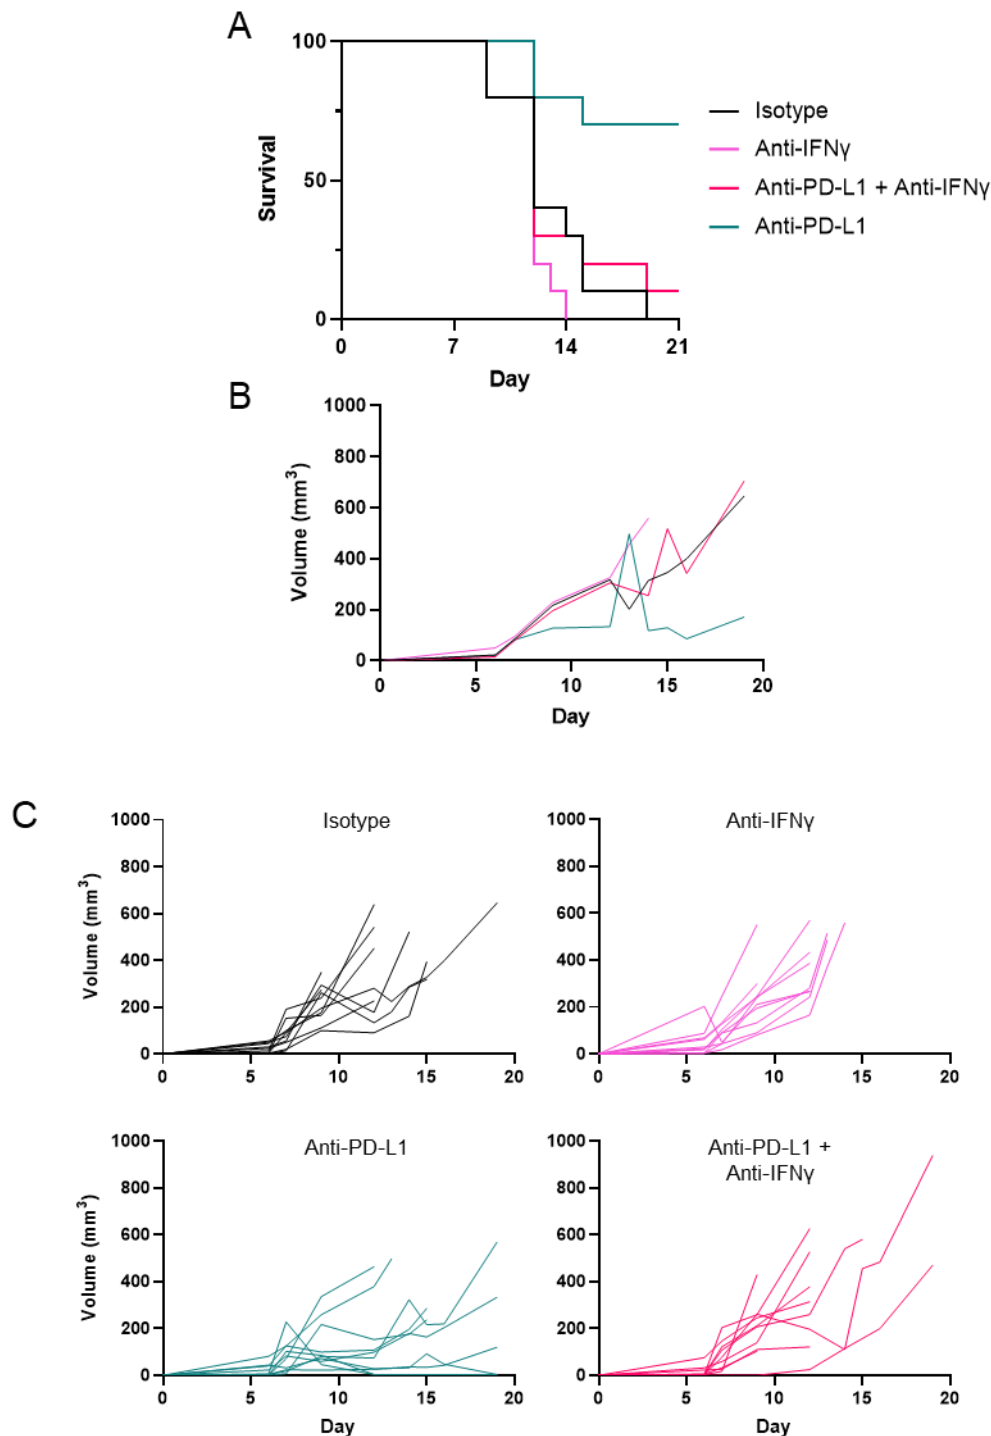 A
100
50
0
Survival
0 7 14 21
Day
Isotype
Anti-IFNγ
Anti-PD-L1 + Anti-IFNγ
Anti-PD-L1
B
1000
800
600
400
200
0
Volume (mm³)
0 5 10 15 20
Day
C
Isotype
1000
800
600
400
200
0
Volume (mm³)
0 5 10 15 20
Anti-IFNγ
1000
800
600
400
200
0
0 5 10 15 20
Anti-PD-L1
1000
800
600
400
200
0
Volume (mm³)
0 5 10 15 20
Day
Anti-PD-L1 +
Anti-IFNγ
1000
800
600
400
200
0
0 5 10 15 20
Day